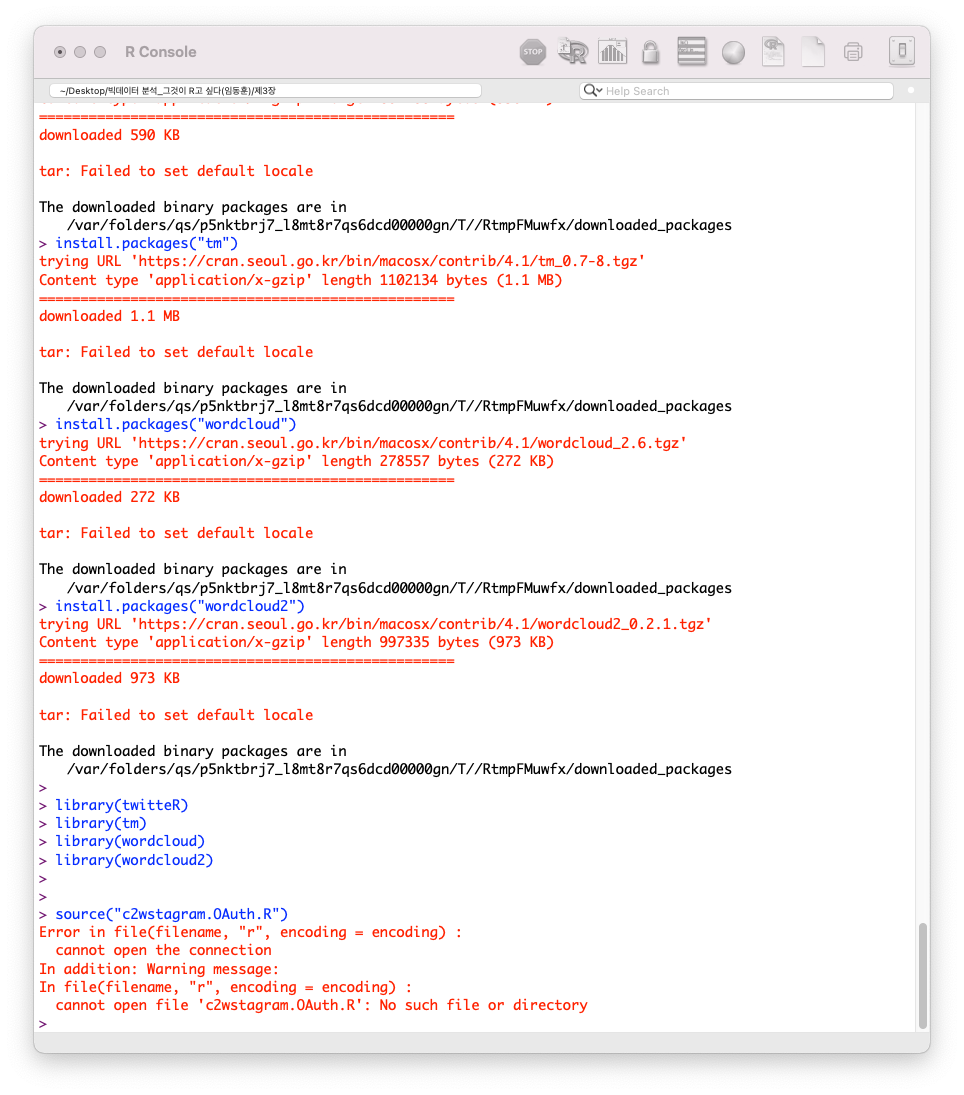 R Console
STOP
~/Desktop/빅데이터 분석_그것이 R고 싶다(임동훈)/제3장
Help Search
==================================================
downloaded 590 KB
tar: Failed to set default locale
The downloaded binary packages are in
/var/folders/qs/p5nktbrj7_l8mt8r7qs6dcd00000gn/T//RtmpFMuwfx/downloaded_packages
> install.packages("tm")
trying URL 'https://cran.seoul.go.kr/bin/macosx/contrib/4.1/tm_0.7-8.tgz'
Content type 'application/x-gzip' length 1102134 bytes (1.1 MB)
==================================================
downloaded 1.1 MB
tar: Failed to set default locale
The downloaded binary packages are in
/var/folders/qs/p5nktbrj7_l8mt8r7qs6dcd00000gn/T//RtmpFMuwfx/downloaded_packages
> install.packages("wordcloud")
trying URL 'https://cran.seoul.go.kr/bin/macosx/contrib/4.1/wordcloud_2.6.tgz'
Content type 'application/x-gzip' length 278557 bytes (272 KB)
==================================================
downloaded 272 KB
tar: Failed to set default locale
The downloaded binary packages are in
/var/folders/qs/p5nktbrj7_l8mt8r7qs6dcd00000gn/T//RtmpFMuwfx/downloaded_packages
> install.packages("wordcloud2")
trying URL 'https://cran.seoul.go.kr/bin/macosx/contrib/4.1/wordcloud2_0.2.1.tgz'
Content type 'application/x-gzip' length 997335 bytes (973 KB)
==================================================
downloaded 973 KB
tar: Failed to set default locale
The downloaded binary packages are in
/var/folders/qs/p5nktbrj7_l8mt8r7qs6dcd00000gn/T//RtmpFMuwfx/downloaded_packages
>
> library(twitteR)
> library(tm)
> library(wordcloud)
> library(wordcloud2)
>
>
> source("c2wstagram.OAuth.R")
Error in file(filename, "r", encoding = encoding) :
cannot open the connection
In addition: Warning message:
In file(filename, "r", encoding = encoding) :
cannot open file 'c2wstagram.OAuth.R': No such file or directory
>